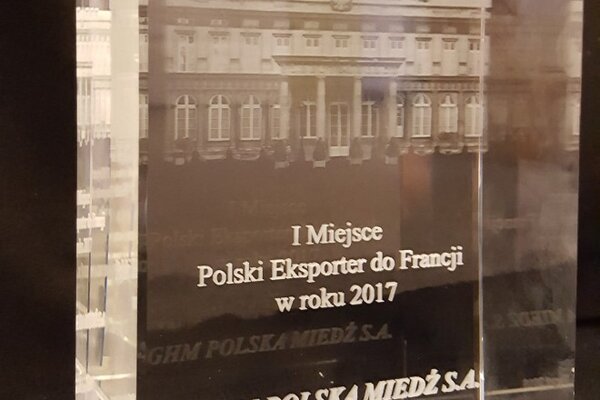 I Miejsce
Polski Eksporter do Francji
w roku 2017
GHM POLSKA MIEDŹ S.A.
POLSKA MIEDŹ S.A.